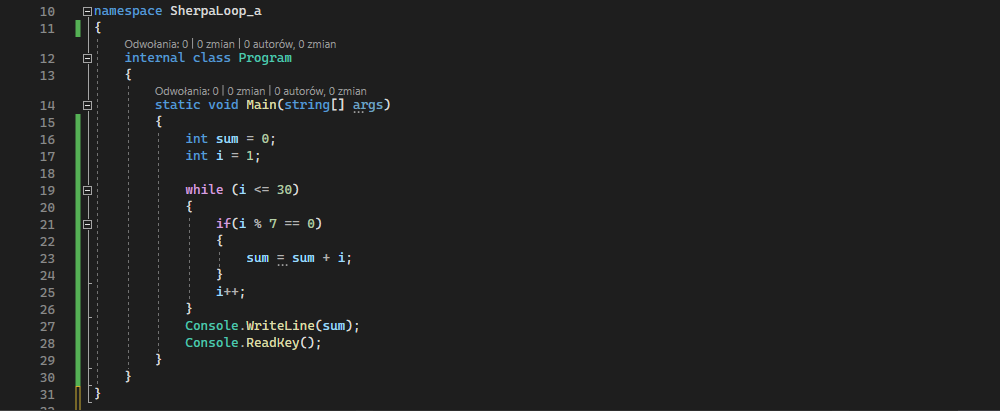 10 namespace SherpaLoop_a
11 {
Odwołania: 0 | 0 zmian | 0 autorów, 0 zmian
12 internal class Program
13 {
Odwołania: 0 | 0 zmian | 0 autorów, 0 zmian
14 static void Main(string[] args)
15 {
16 int sum = 0;
17 int i = 1;
18
19 while (i <= 30)
20 {
21 if(i % 7 == 0)
22 {
23 sum = sum + i;
24 }
25 i++;
26 }
27 Console.WriteLine(sum);
28 Console.ReadKey();
29 }
30 }
31 }